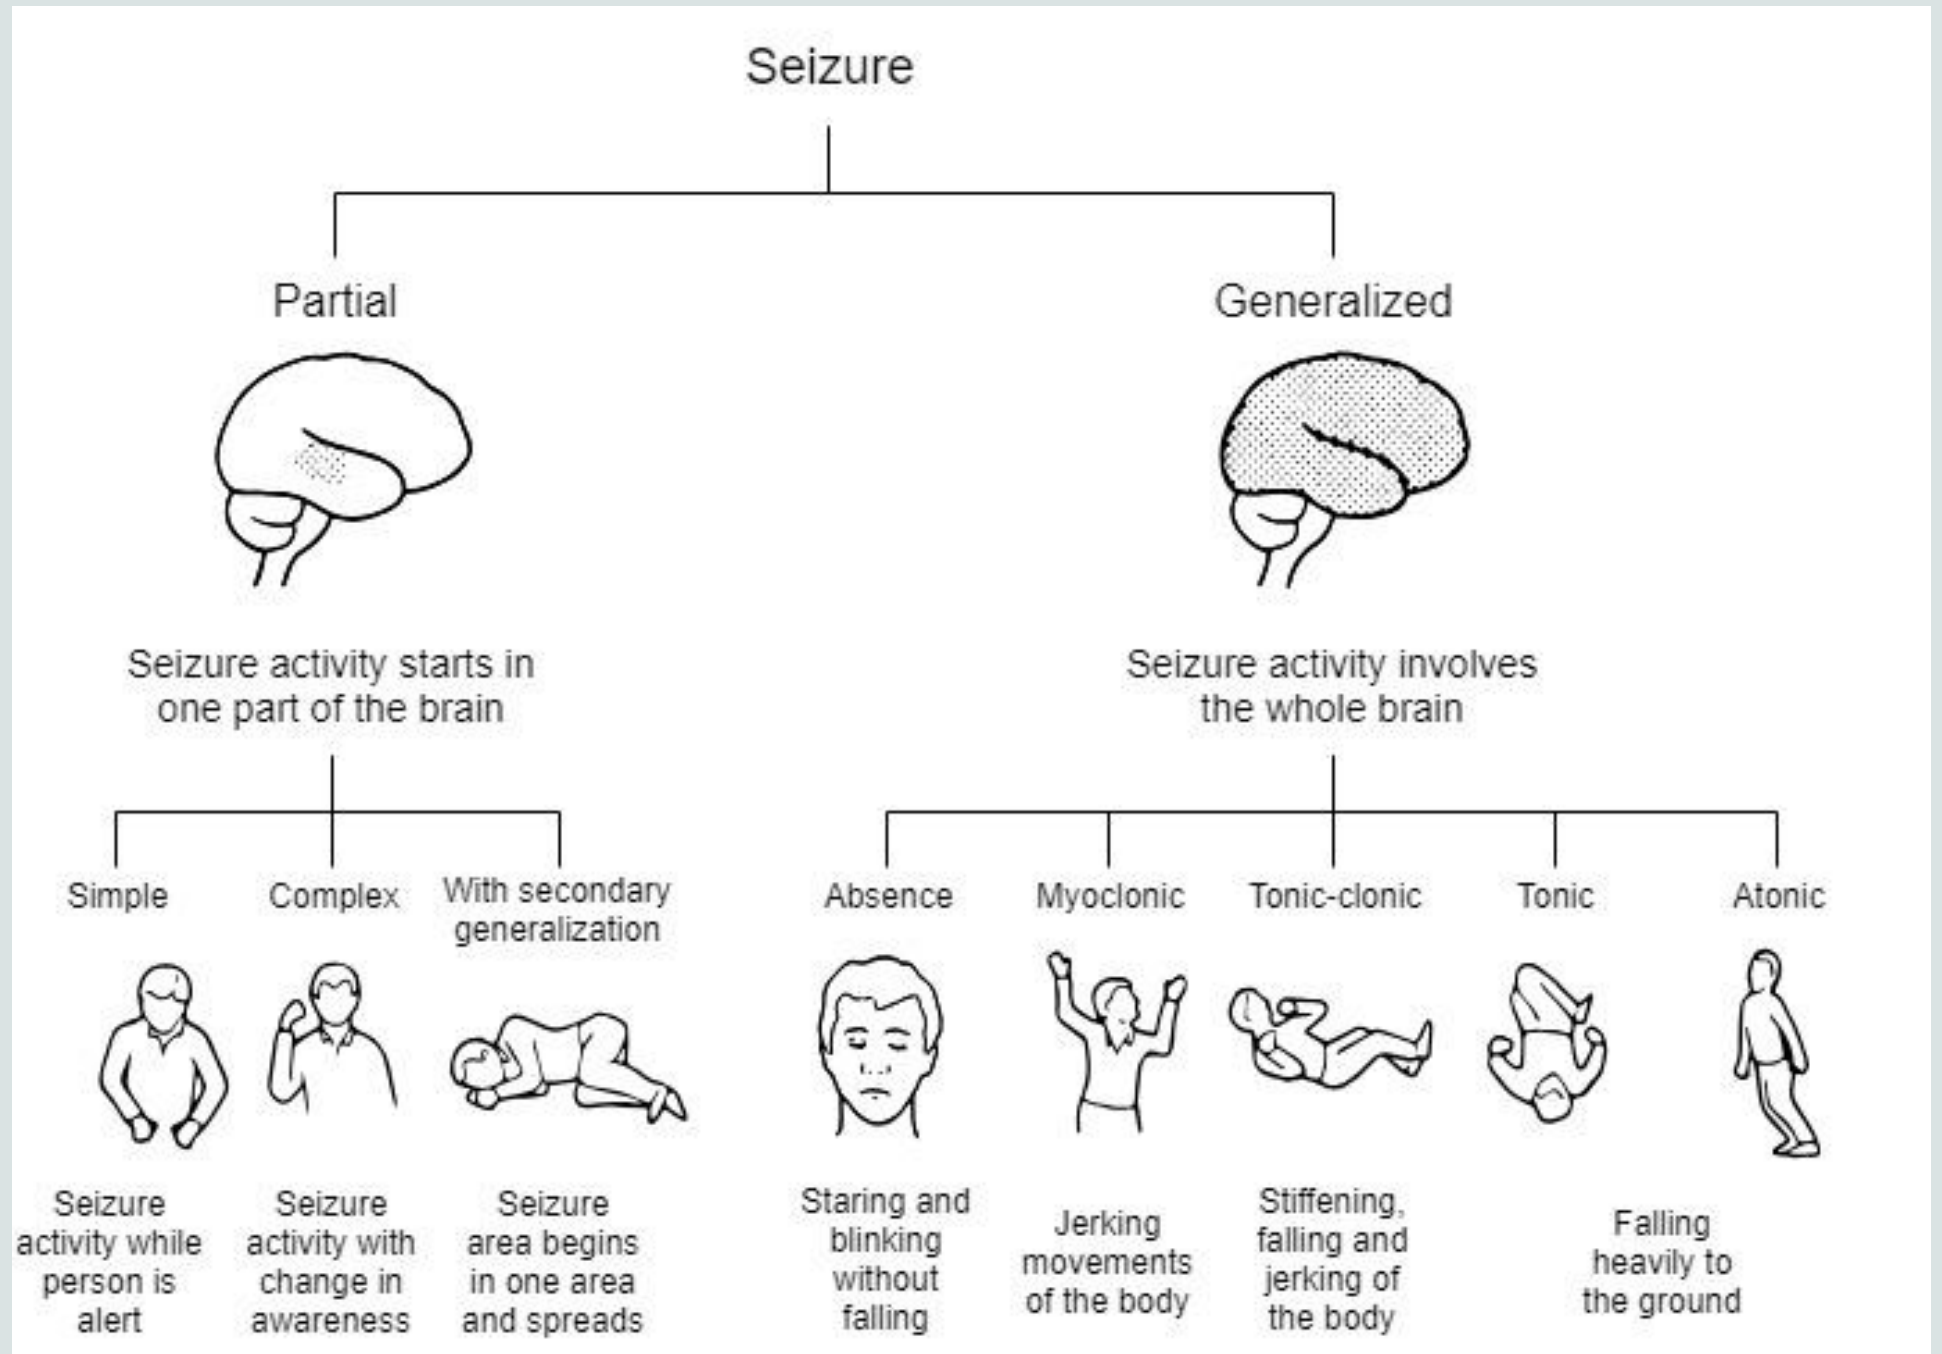 Seizure
Partial
Generalized
Seizure activity starts in
one part of the brain
Seizure activity involves
the whole brain
Simple
Complex
With secondary
generalization
Absence
Myoclonic
Tonic-clonic
Tonic
Atonic
Seizure
activity while
person is
alert
Seizure
activity with
change in
awareness
Seizure
area begins
in one area
and spreads
Staring and
blinking
without
falling
Jerking
movements
of the body
Stiffening,
falling and
jerking of
the body
Falling
heavily to
the ground